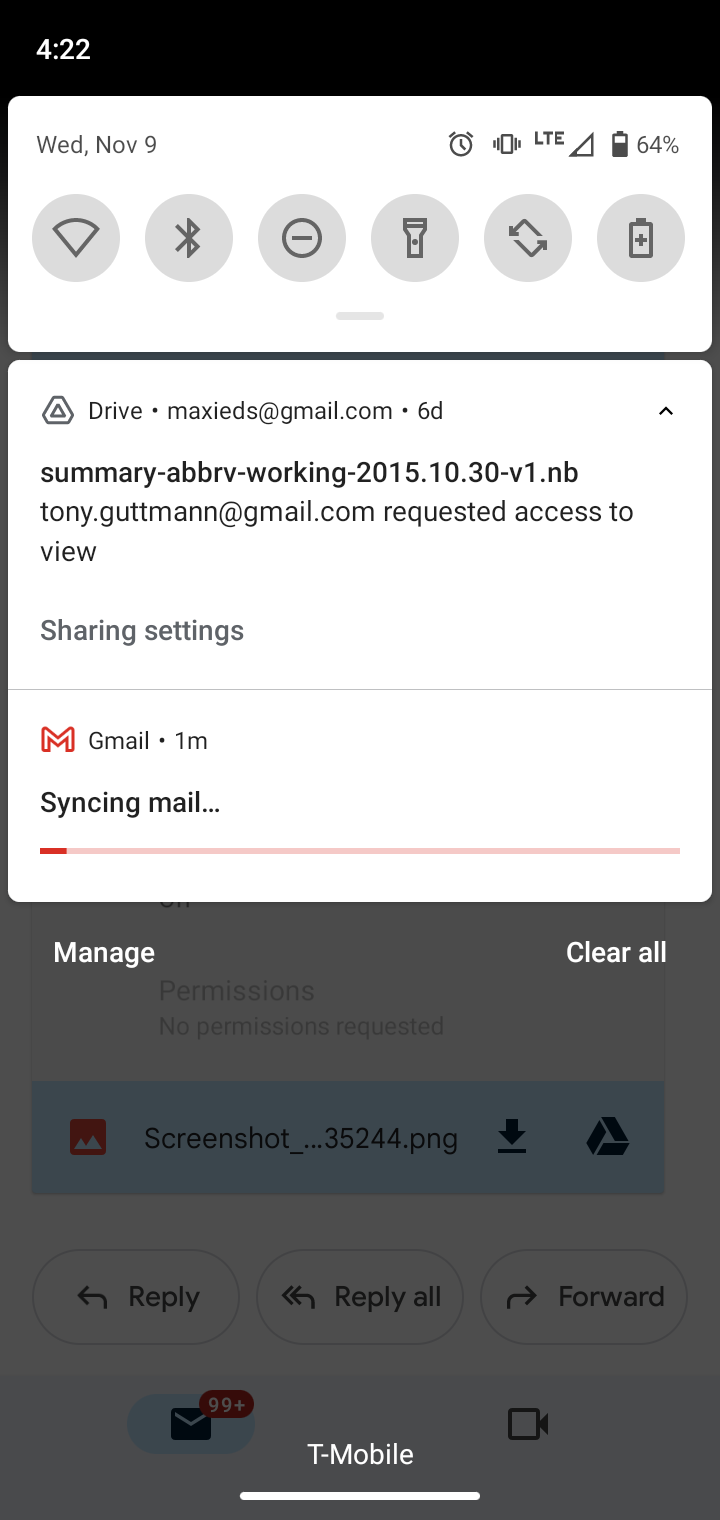 4:22
Wed, Nov 9
LTE
64%
Drive • maxieds@gmail.com • 6d
summary-abbrv-working-2015.10.30-v1.nb
tony.guttmann@gmail.com requested access to
view
Sharing settings
Gmail • 1m
Syncing mail...
Manage
Clear all
Permissions
No permissions requested
Screenshot_...35244.png
Reply
Reply all
Forward
99+
T-Mobile